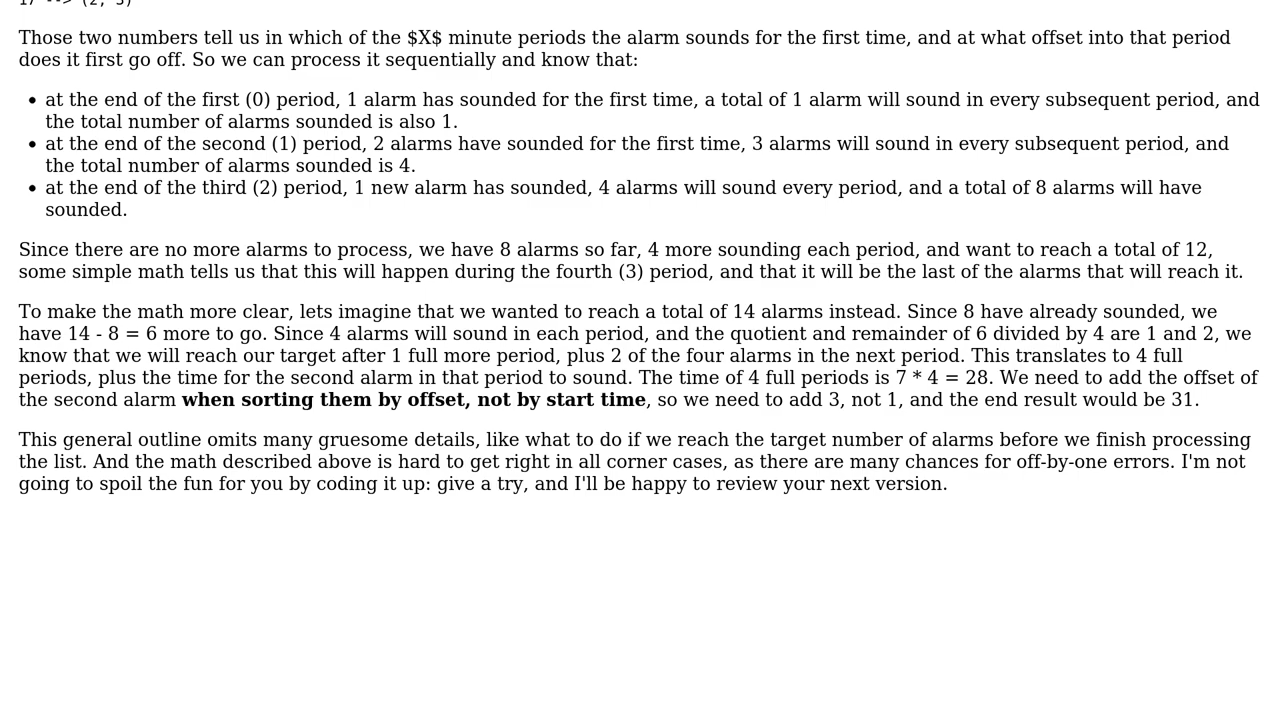 Those two numbers tell us in which of the $X$ minute periods the alarm sounds for the first time, and at what offset into that period
does it first go off. So we can process it sequentially and know that:
• at the end of the first (0) period, 1 alarm has sounded for the first time, a total of 1 alarm will sound in every subsequent period, and
the total number of alarms sounded is also 1.
• at the end of the second (1) period, 2 alarms have sounded for the first time, 3 alarms will sound in every subsequent period, and
the total number of alarms sounded is 4.
• at the end of the third (2) period, 1 new alarm has sounded, 4 alarms will sound every period, and a total of 8 alarms will have
sounded.
Since there are no more alarms to process, we have 8 alarms so far, 4 more sounding each period, and want to reach a total of 12,
some simple math tells us that this will happen during the fourth (3) period, and that it will be the last of the alarms that will reach it.
To make the math more clear, lets imagine that we wanted to reach a total of 14 alarms instead. Since 8 have already sounded, we
have 14 - 8 = 6 more to go. Since 4 alarms will sound in each period, and the quotient and remainder of 6 divided by 4 are 1 and 2, we
know that we will reach our target after 1 full more period, plus 2 of the four alarms in the next period. This translates to 4 full
periods, plus the time for the second alarm in that period to sound. The time of 4 full periods is 7 * 4 = 28. We need to add the offset of
the second alarm when sorting them by offset, not by start time, so we need to add 3, not 1, and the end result would be 31.
This general outline omits many gruesome details, like what to do if we reach the target number of alarms before we finish processing
the list. And the math described above is hard to get right in all corner cases, as there are many chances for off-by-one errors. I'm not
going to spoil the fun for you by coding it up: give a try, and I'll be happy to review your next version.